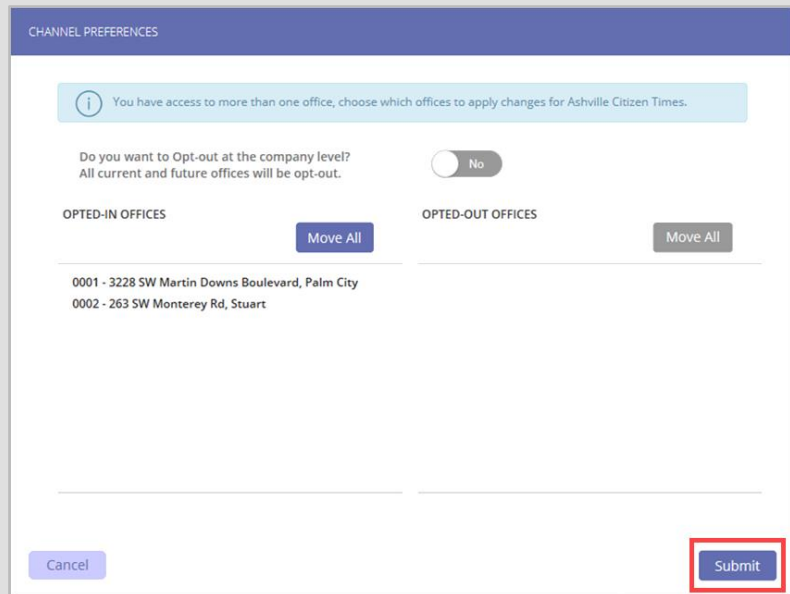 CHANNEL PREFERENCES
You have access to more than one office, choose which offices to apply changes for Ashville Citizen Times.
Do you want to Opt-out at the company level?
All current and future offices will be opt-out.
No
OPTED-IN OFFICES
Move All
OPTED-OUT OFFICES
Move All
0001 - 3228 SW Martin Downs Boulevard, Palm City
0002 - 263 SW Monterey Rd, Stuart
Cancel
Submit